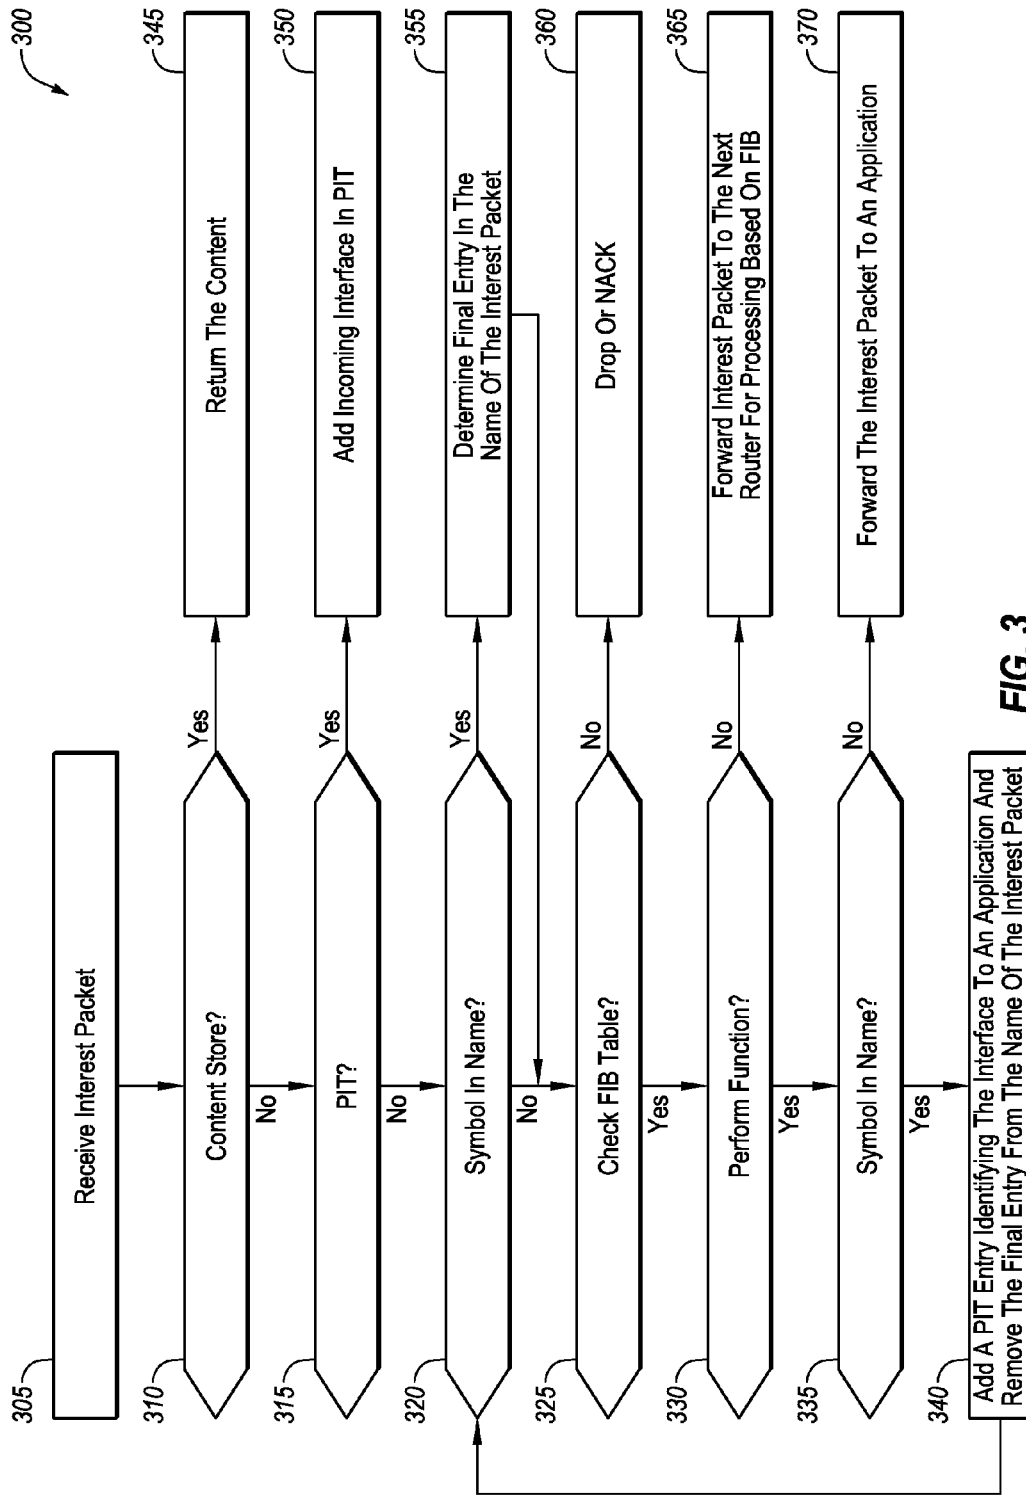 300
305
Receive Interest Packet
310
Content Store?
Yes
345
Return The Content
No
315
PIT?
Yes
350
Add Incoming Interface In PIT
No
320
Symbol In Name?
Yes
355
Determine Final Entry In The
Name Of The Interest Packet
No
325
Check FIB Table?
No
360
Drop Or NACK
Yes
330
Perform Function?
No
365
Forward Interest Packet To The Next
Router For Processing Based On FIB
Yes
335
Symbol In Name?
No
370
Forward The Interest Packet To An Application
Yes
340
Add A PIT Entry Identifying The Interface To An Application And
Remove The Final Entry From The Name Of The Interest Packet
FIG. 3